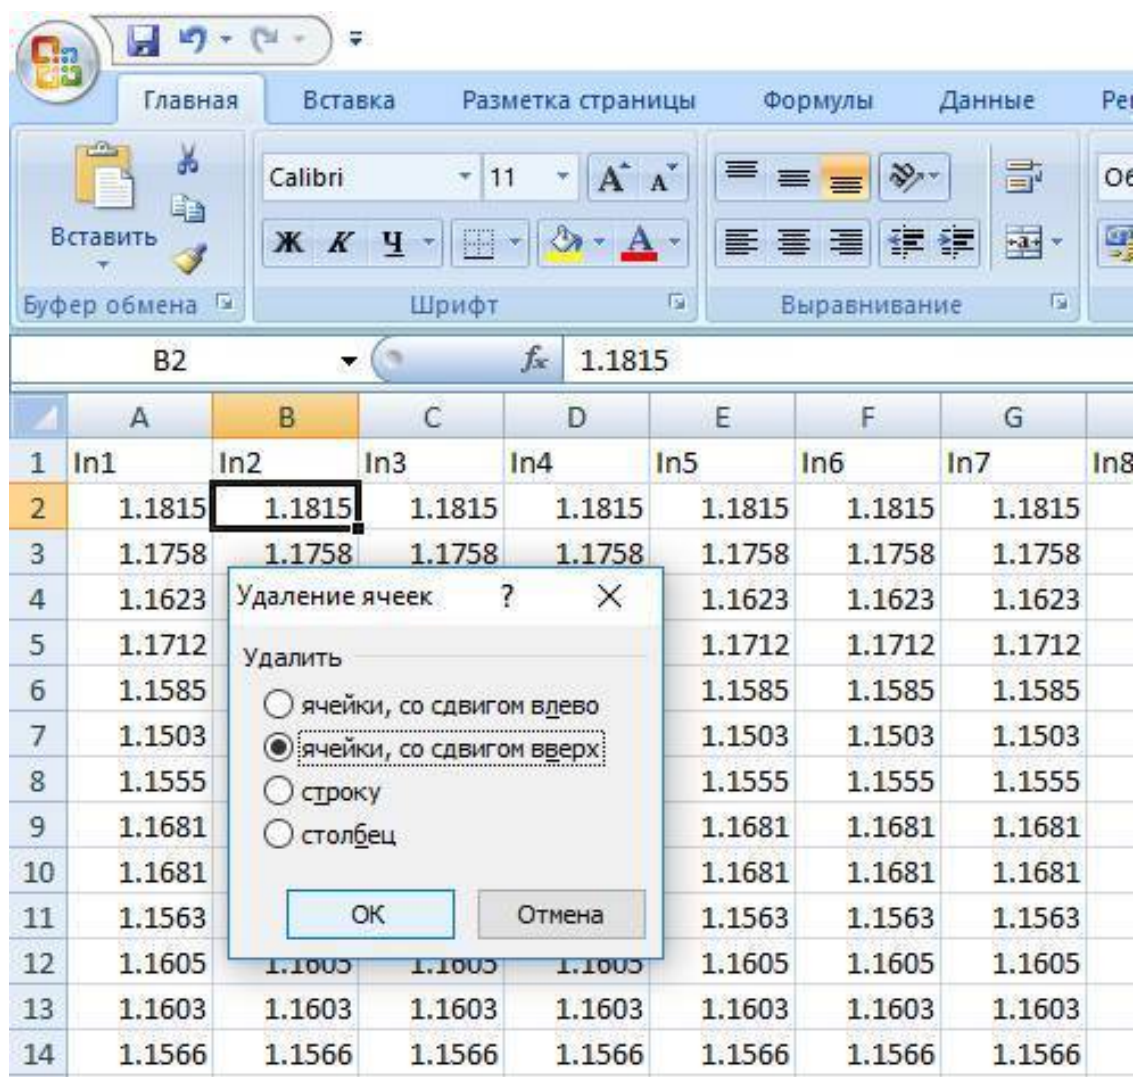 Главная Вставка Разметка страницы Формулы Данные
Calibri 11 A A
Вставить Ж К Ч
Буфер обмена Шрифт Выравнивание
B2 fx 1.1815
A B C D E F G
1 In1 In2 In3 In4 In5 In6 In7 In8
2 1.1815 1.1815 1.1815 1.1815 1.1815 1.1815 1.1815
3 1.1758 1.1758 1.1758 1.1758 1.1758 1.1758 1.1758
4 1.1623 Удаление ячеек ? 1.1623 1.1623 1.1623
5 1.1712 Удалить 1.1712 1.1712 1.1712
6 1.1585 ячейки, со сдвигом влево 1.1585 1.1585 1.1585
7 1.1503 ячейки, со сдвигом вверх 1.1503 1.1503 1.1503
8 1.1555 строку 1.1555 1.1555 1.1555
9 1.1681 столбец 1.1681 1.1681 1.1681
10 1.1681 1.1681 1.1681 1.1681
11 1.1563 ОК Отмена 1.1563 1.1563 1.1563
12 1.1605 1.1605 1.1605 1.1605 1.1605 1.1605 1.1605
13 1.1603 1.1603 1.1603 1.1603 1.1603 1.1603 1.1603
14 1.1566 1.1566 1.1566 1.1566 1.1566 1.1566 1.1566